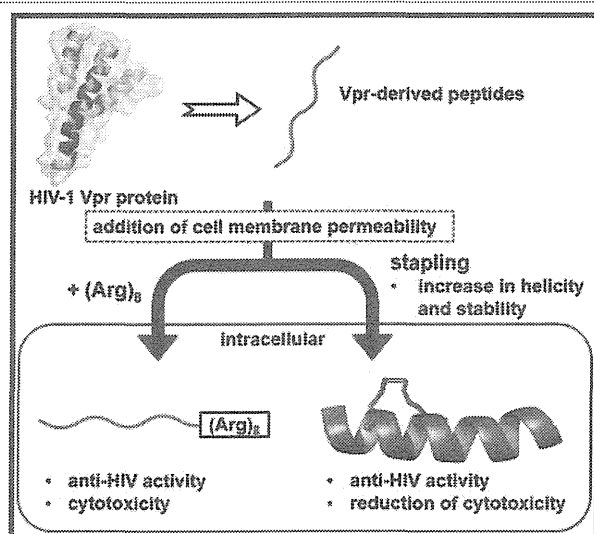 Vpr-derived peptides
HIV-1 Vpr protein
addition of cell membrane permeability
+ (Arg)8
stapling
• increase in helicity
and stability
intracellular
(Arg)8
• anti-HIV activity
• cytotoxicity
• anti-HIV activity
• reduction of cytotoxicity